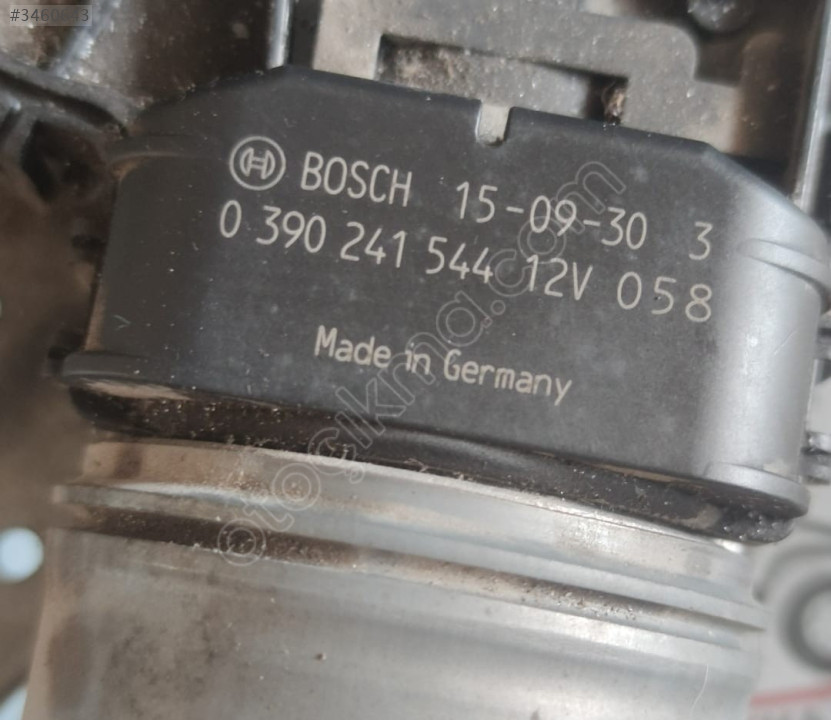 BOSCH 15-09-30 3
0 390 241 544 12V 058
Made in Germany
otoçıkma.com